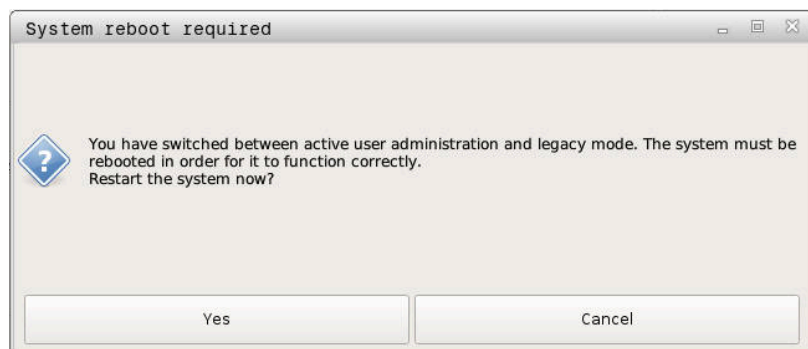 System reboot required
You have switched between active user administration and legacy mode. The system must be
rebooted in order for it to function correctly.
Restart the system now?
Yes
Cancel